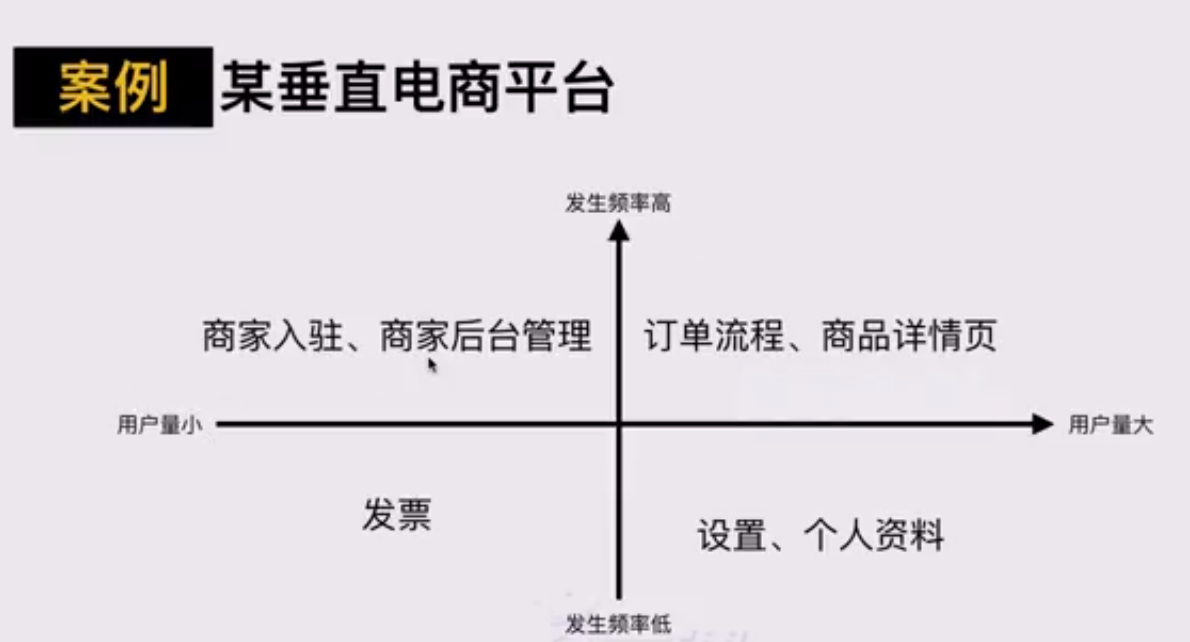 案例 某垂直电商平台
发生频率高
商家入驻、商家后台管理 订单流程、商品详情页
用户量小 用户量大
发票
设置、个人资料
发生频率低